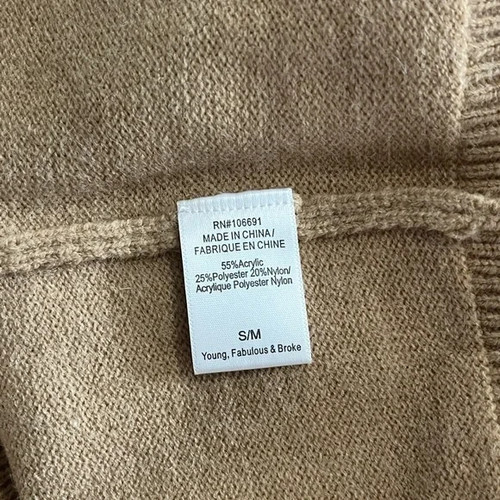 RN#106691
MADE IN CHINA/
FABRIQUE EN CHINE
55%Acrylic
25%Polyester 20%Nylon/
Acrylique Polyester Nylon
S/M
Young, Fabulous & Broke